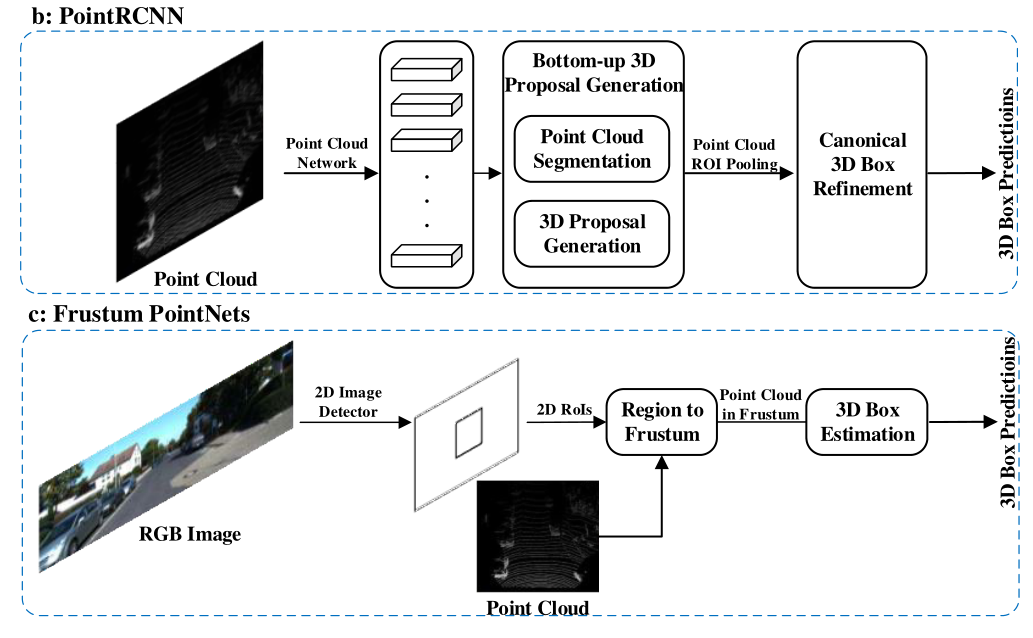 b: PointRCNN
Point Cloud
Point Cloud
Network
Bottom-up 3D
Proposal Generation
Point Cloud
Segmentation
3D Proposal
Generation
Point Cloud
ROI Pooling
Canonical
3D Box
Refinement
3D Box Predictioins
c: Frustum PointNets
RGB Image
2D Image
Detector
2D RoIs
Point Cloud
Region to
Frustum
Point Cloud
in Frustum
3D Box
Estimation
3D Box Predictioins